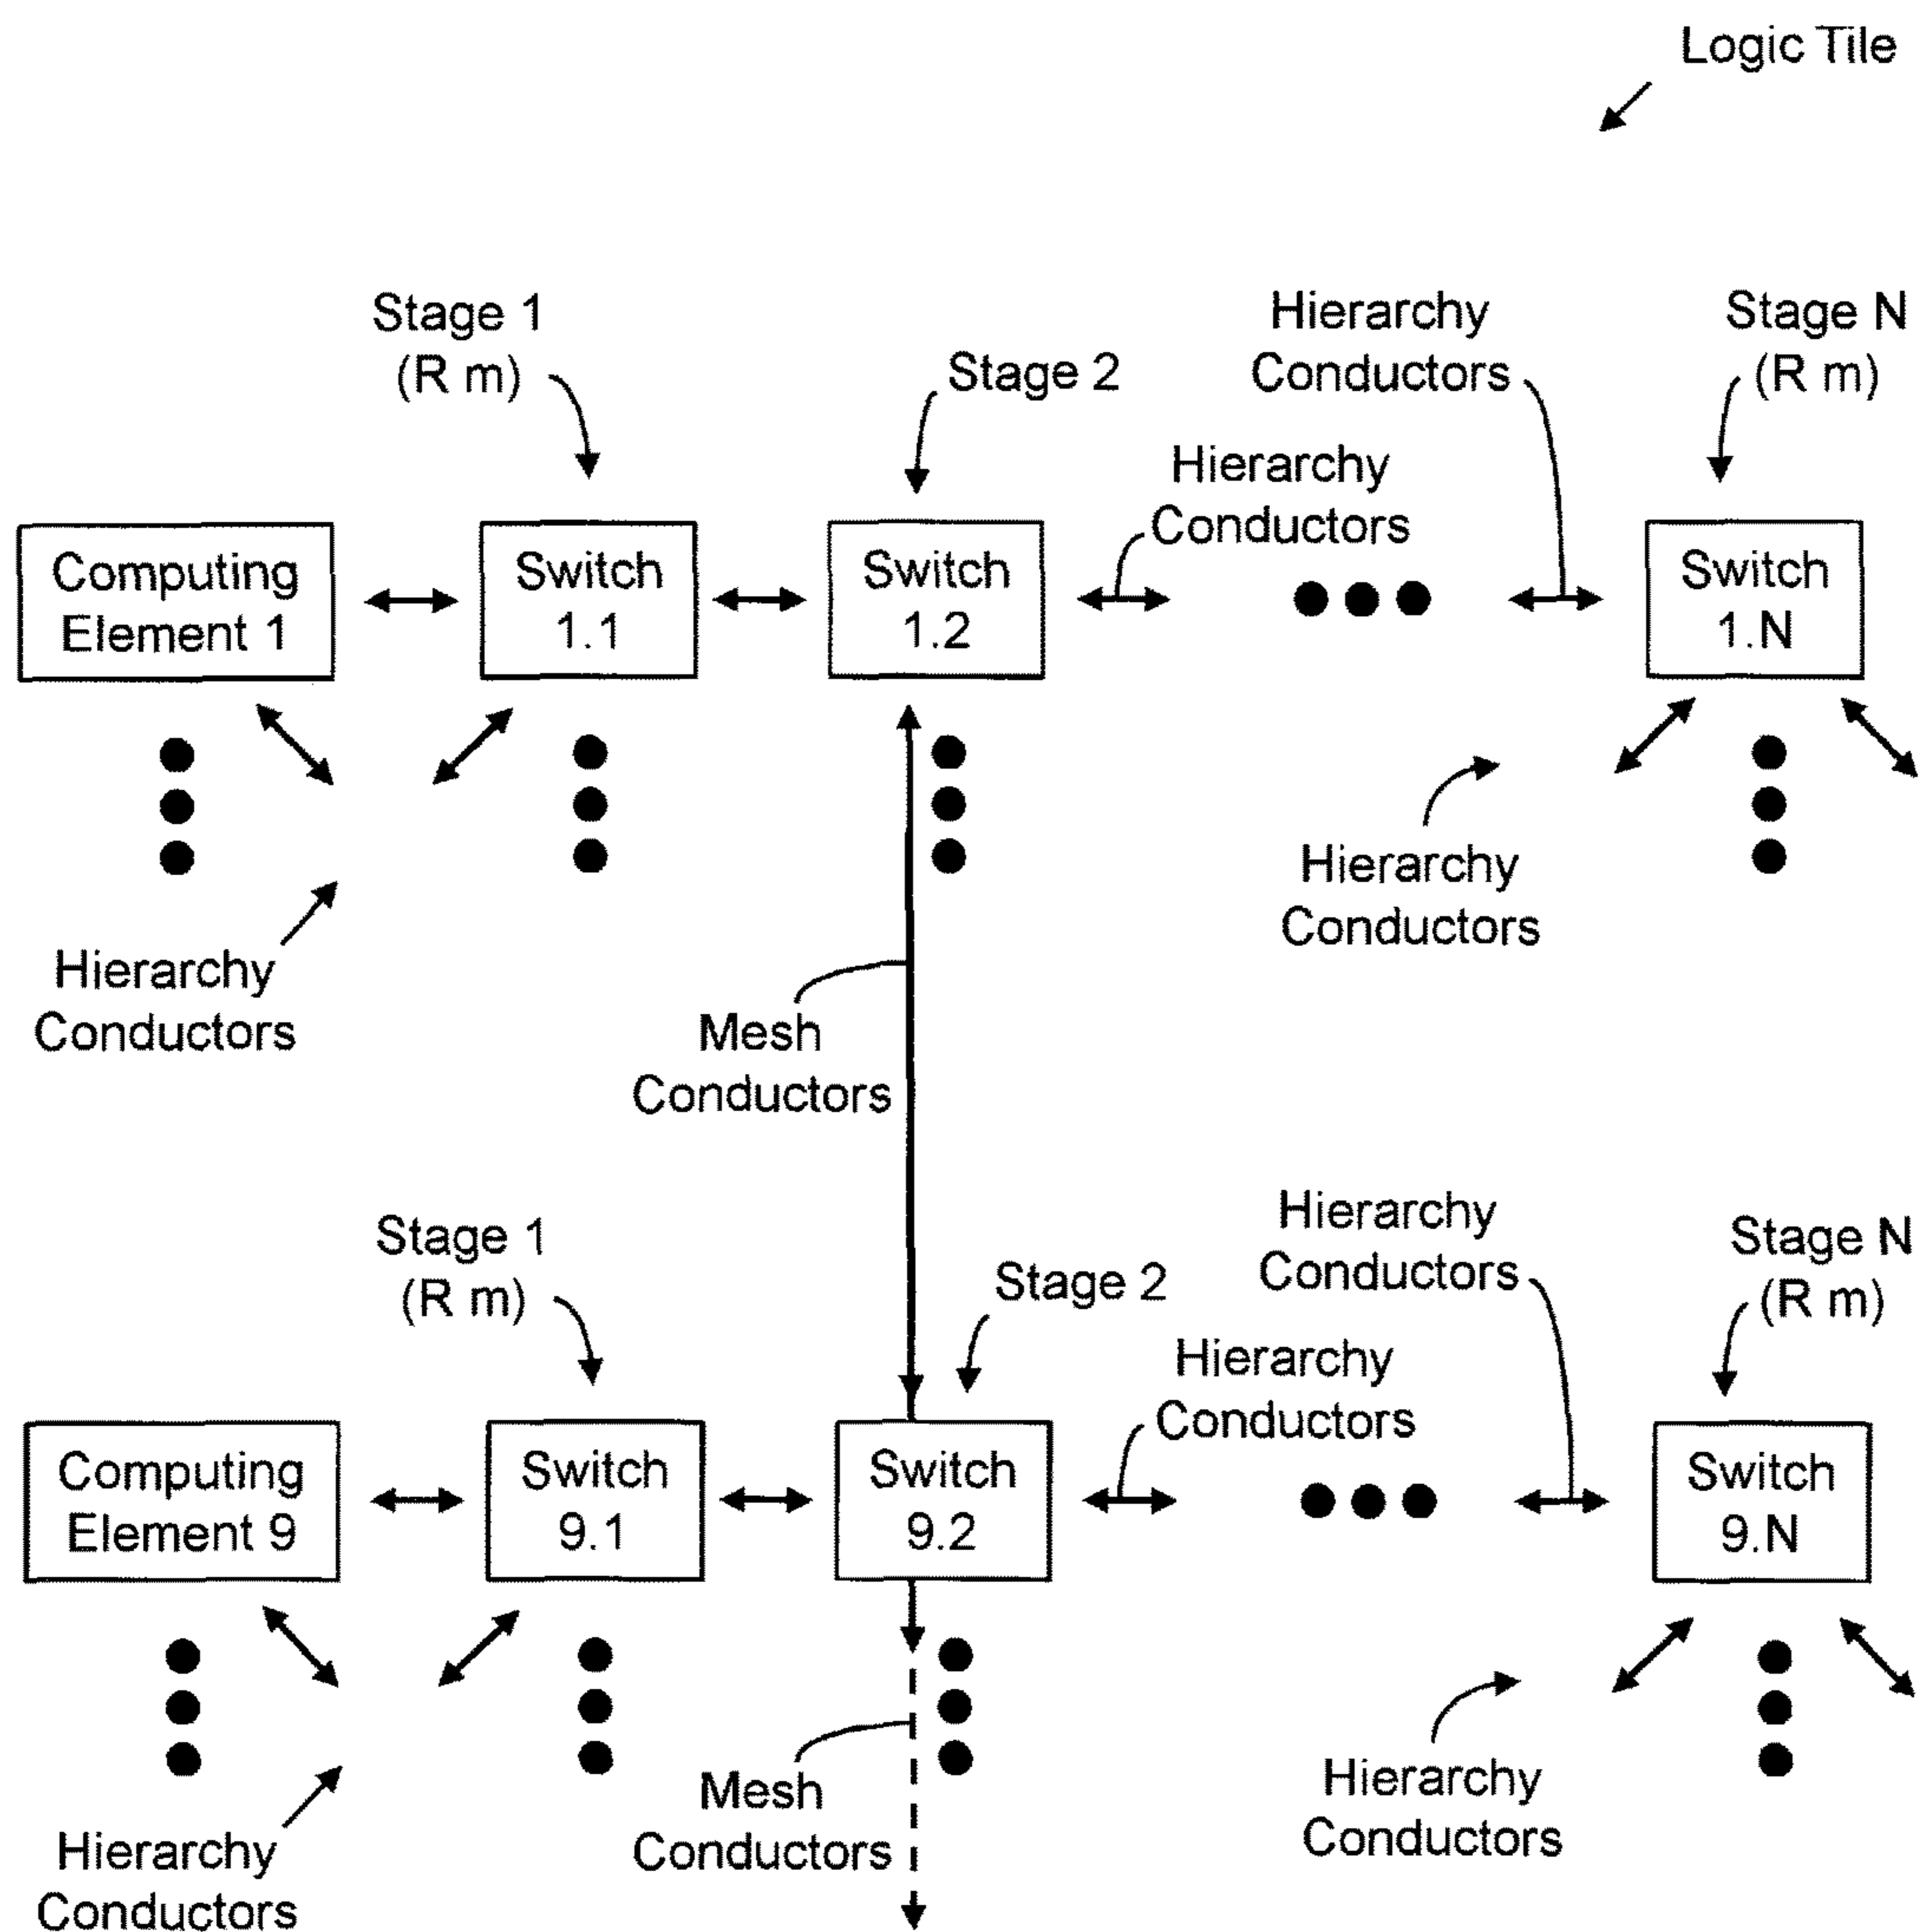 Logic Tile
Stage 1
(R m)
Stage 2
Hierarchy
Conductors
Stage N
(R m)
Hierarchy
Conductors
Computing
Element 1
Switch
1.1
Switch
1.2
Switch
1.N
Hierarchy
Conductors
Hierarchy
Conductors
Mesh
Conductors
Stage 1
(R m)
Stage 2
Hierarchy
Conductors
Stage N
(R m)
Hierarchy
Conductors
Computing
Element 9
Switch
9.1
Switch
9.2
Switch
9.N
Hierarchy
Conductors
Mesh
Conductors
Hierarchy
Conductors